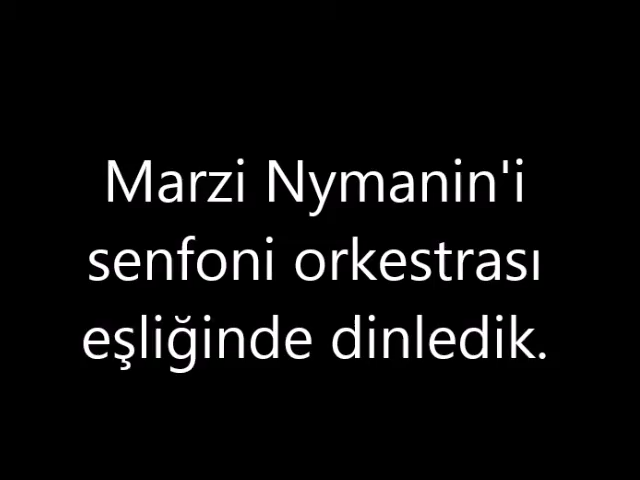 Marzi Nymanin'i
senfoni orkestrası
eşliğinde dinledik.